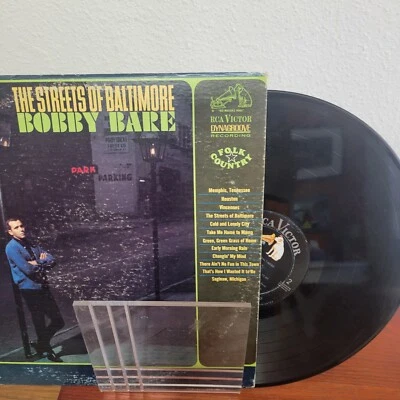 THE STREETS OF BALTIMORE
BOBBY BARE
PARK
PARKING
RCA VICTOR
DYNAGROOVE
RECORDING
FOLK
COUNTRY
Memphis, Tennessee
Houston
Vincennes
The Streets of Baltimore
Cold and Lonely City
Take Me Home to Mama
Green, Green Grass of Home
Early Morning Rain
Changin' My Mind
There Ain't No Fun in This Town
That's How I Wanted It to Be
Saginaw, Michigan
RCA VICTOR
2